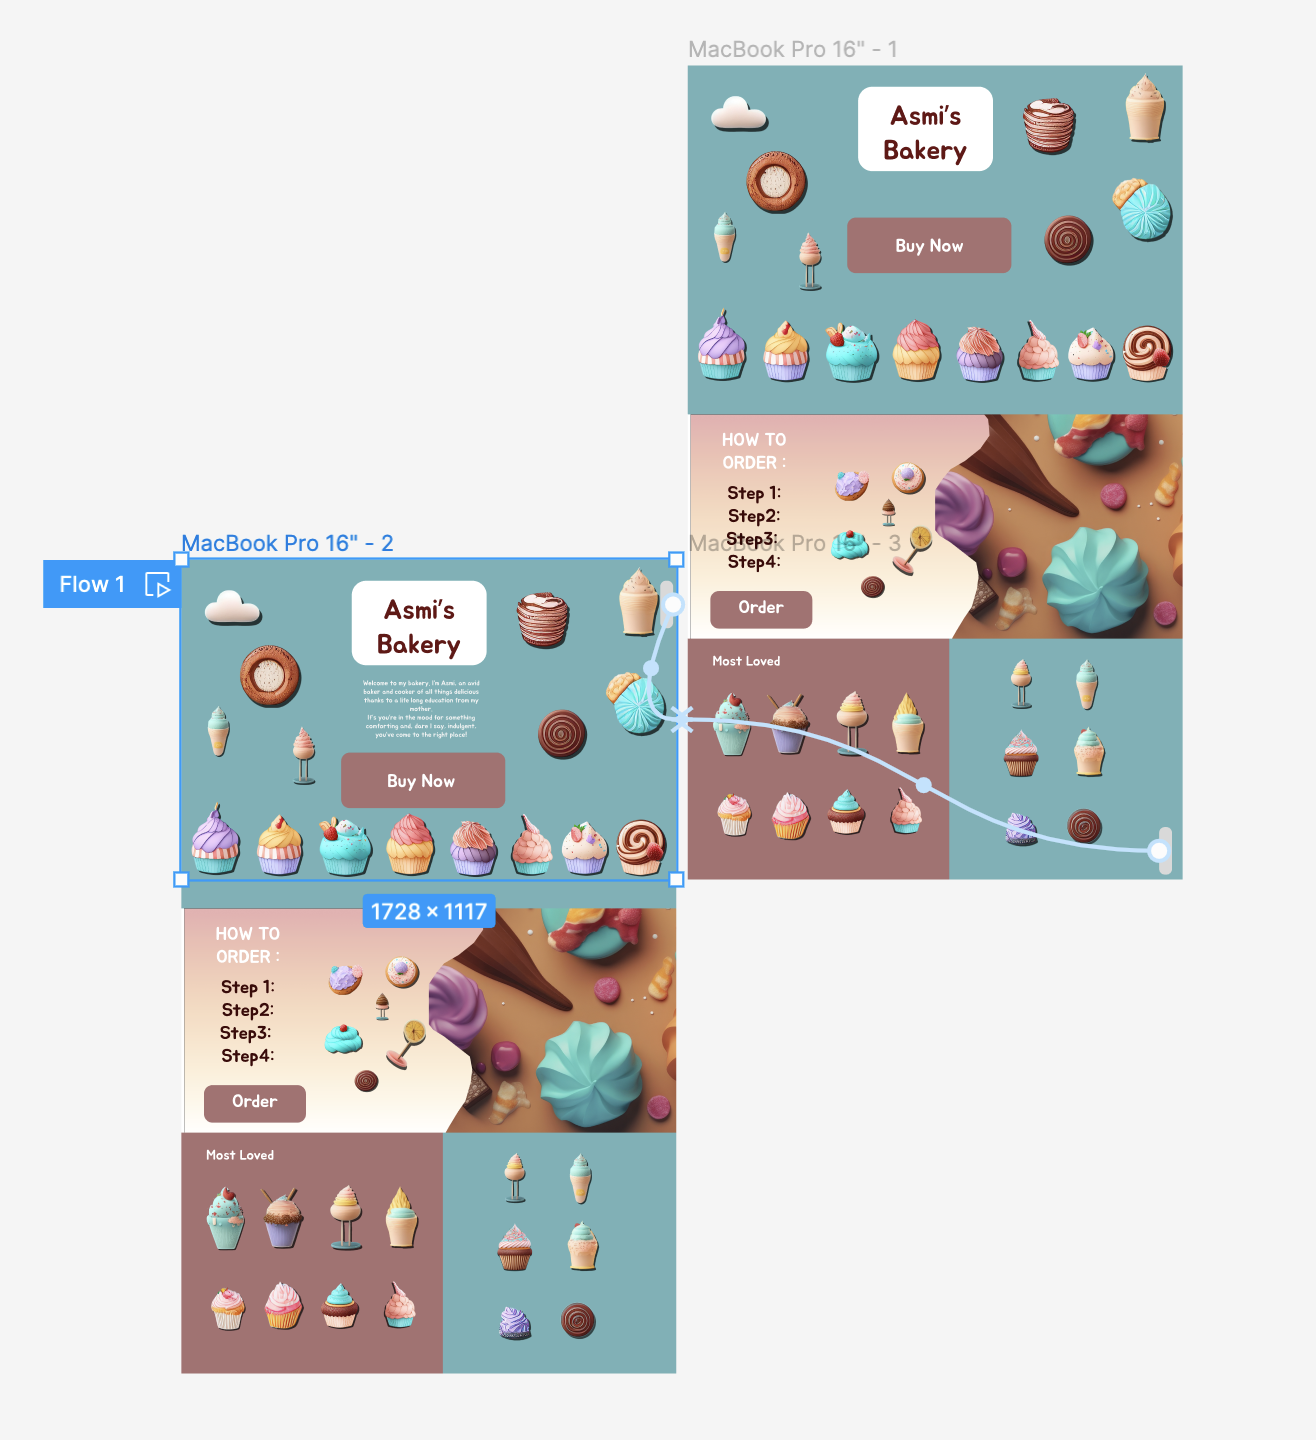 MacBook Pro 16" - 1
Asmi's
Bakery
Buy Now
HOW TO
ORDER :
Step 1:
Step2:
Step3:
Step4:
Order
MacBook Pro 16" - 3
Most Loved
MacBook Pro 16" - 2
Flow 1
Asmi's
Bakery
Welcome to my bakery, I'm Asmi, an avid
baker and cooker of all things delicious
thanks to a life long education from my
mother.
If's you're in the mood for something
comforting and, dare I say, indulgent,
you've come to the right place!
Buy Now
1728 × 1117
HOW TO
ORDER :
Step 1:
Step2:
Step3:
Step4:
Order
Most Loved